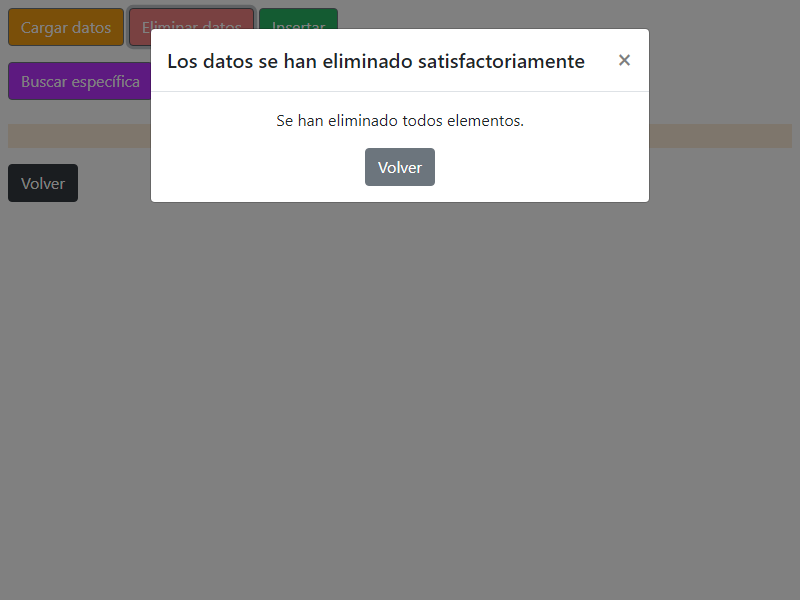 Cargar datos Eliminar datos Insertar
Los datos se han eliminado satisfactoriamente ×
Buscar específica
Se han eliminado todos elementos.
Volver
Volver